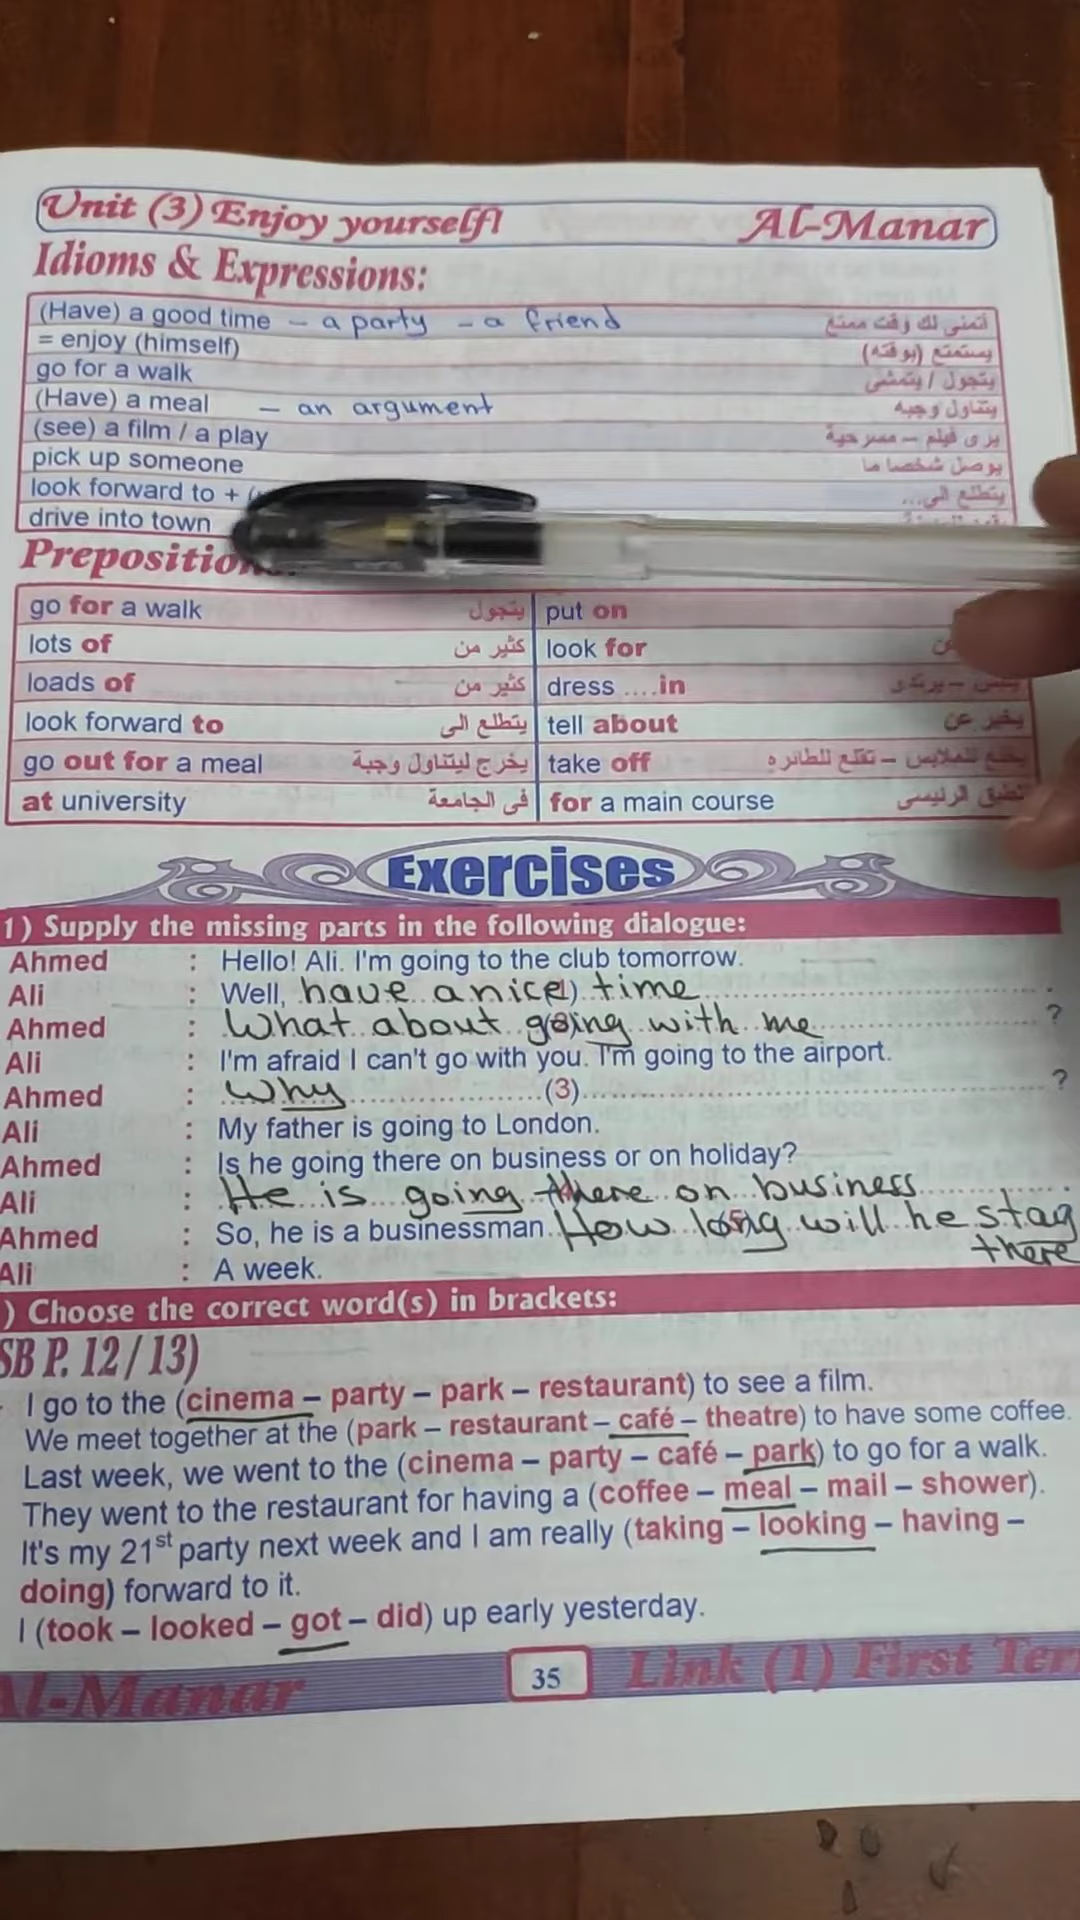 Unit (3) Enjoy yourself! Al-Manar
Idioms & Expressions:
(Have) a good time – a party – a friend أتمنى لك وقت ممتع
= enjoy (himself) يستمتع (بوقته)
go for a walk يتجول / يتمشى
(Have) a meal – an argument يتناول وجبه
(see) a film / a play يرى فيلم – مسرحية
pick up someone يوصل شخصا ما
look forward to + ( يتطلع الى...
drive into town
Prepositio
go for a walk يتجول put on
lots of كثير من look for
loads of كثير من dress ....in يلبس – يرتدى
look forward to يتطلع الى tell about يخبر عن
go out for a meal يخرج ليتناول وجبة take off يخلع الملابس – تقلع الطائره
at university فى الجامعة for a main course الطبق الرئيسى
Exercises
1) Supply the missing parts in the following dialogue:
Ahmed : Hello! Ali. I'm going to the club tomorrow.
Ali : Well, have a nice time
Ahmed : What about going with me ?
Ali : I'm afraid I can't go with you. I'm going to the airport.
Ahmed : Why (3) ?
Ali : My father is going to London.
Ahmed : Is he going there on business or on holiday?
Ali : He is going there on business
Ahmed : So, he is a businessman. How long will he stag
there
Ali : A week.
) Choose the correct word(s) in brackets:
SB P. 12 / 13)
I go to the (cinema – party – park – restaurant) to see a film.
We meet together at the (park – restaurant – café – theatre) to have some coffee.
Last week, we went to the (cinema – party – café – park) to go for a walk.
They went to the restaurant for having a (coffee – meal – mail – shower).
It's my 21st party next week and I am really (taking – looking – having –
doing) forward to it.
I (took – looked – got – did) up early yesterday.
Al-Manar 35 Link (1) First Ter